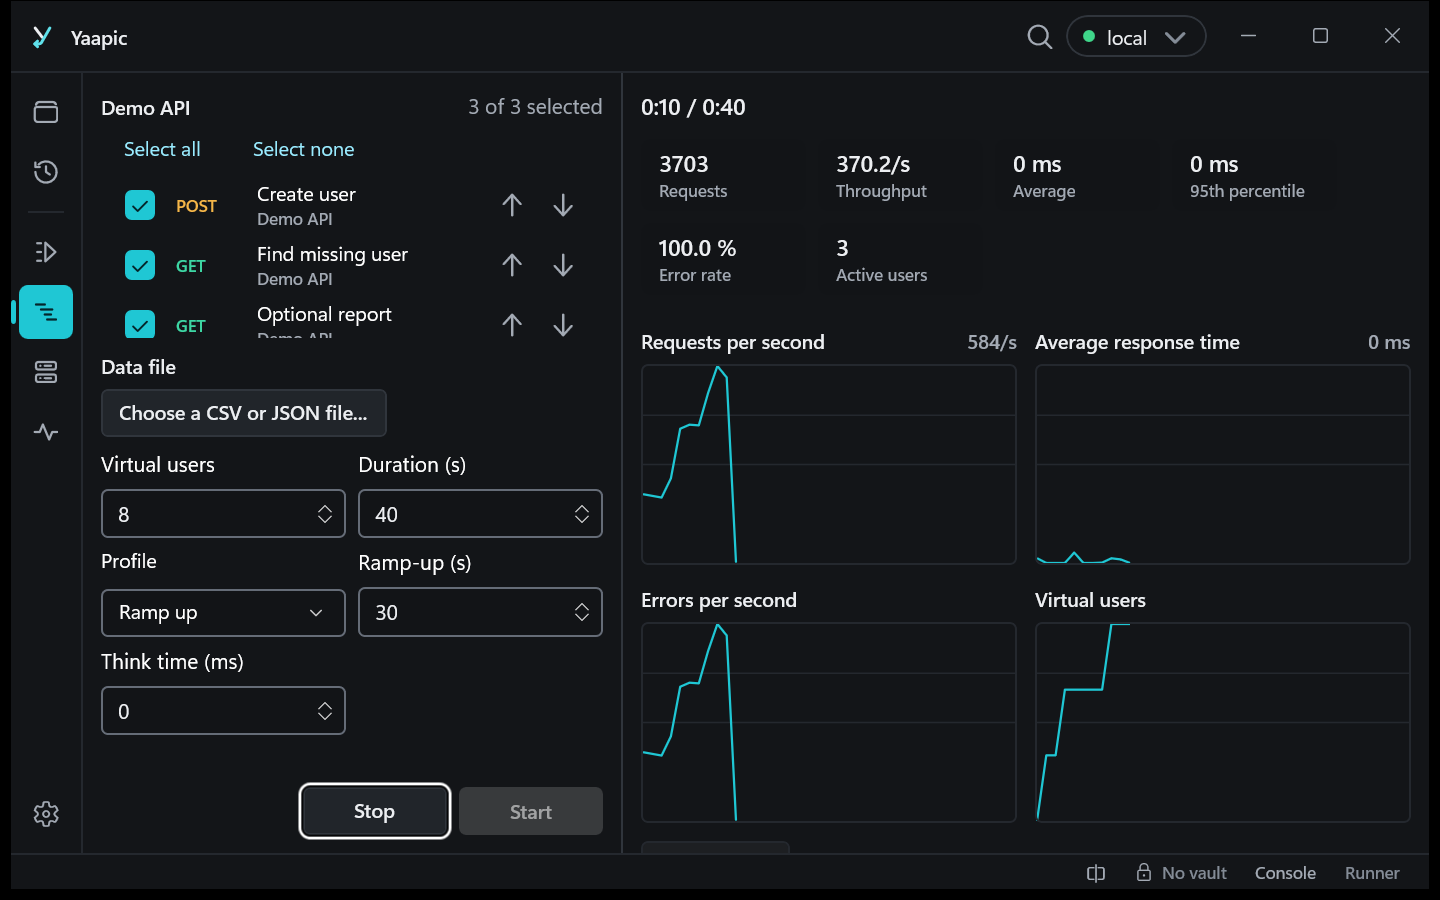 Yaapic
local
Demo API
3 of 3 selected
Select all
Select none
POST
Create user
Demo API
GET
Find missing user
Demo API
GET
Optional report
Demo API
Data file
Choose a CSV or JSON file...
Virtual users
Duration (s)
8
40
Profile
Ramp-up (s)
Ramp up
30
Think time (ms)
0
Stop
Start
0:10 / 0:40
3703
Requests
370.2/s
Throughput
0 ms
Average
0 ms
95th percentile
100.0 %
Error rate
3
Active users
Requests per second
584/s
Average response time
0 ms
Errors per second
Virtual users
No vault
Console
Runner